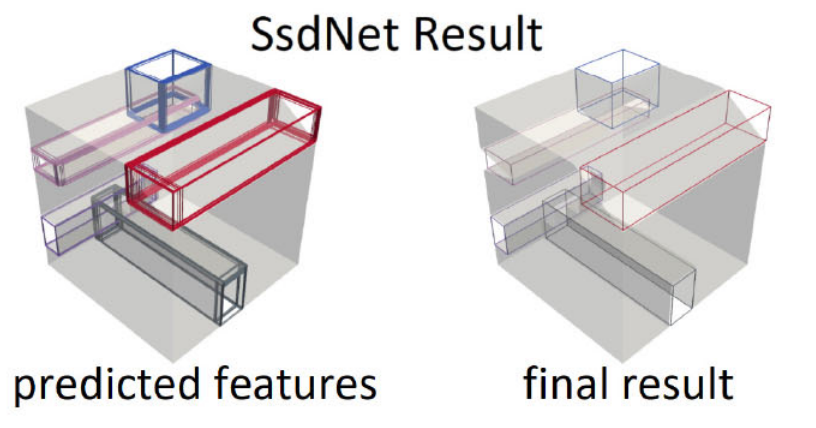 SsdNet Result
predicted features
final result